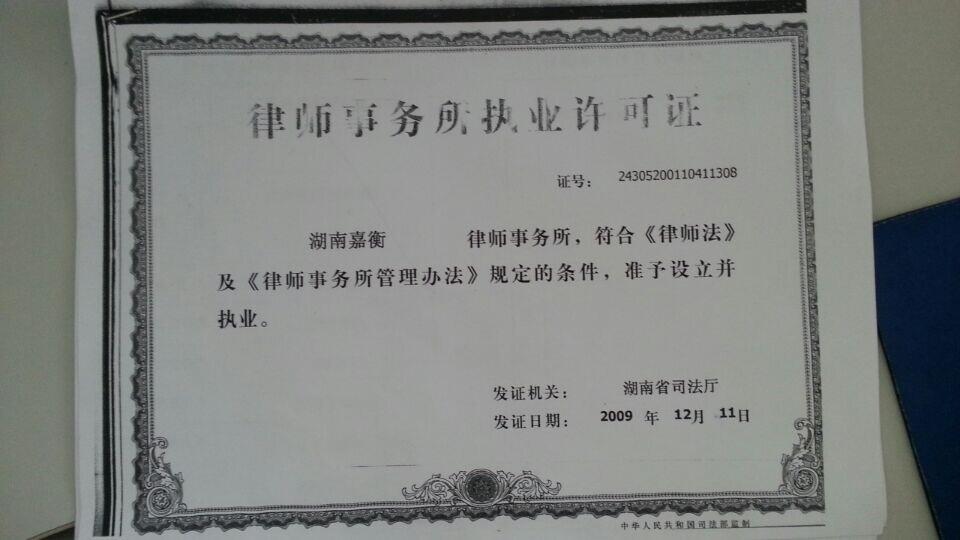 律师事务所执业许可证
证号： 24305200110411308
湖南嘉衡 律师事务所，符合《律师法》
及《律师事务所管理办法》规定的条件，准予设立并
执业。
发证机关： 湖南省司法厅
发证日期： 2009 年 12月 11日
中华人民共和国司法部监制